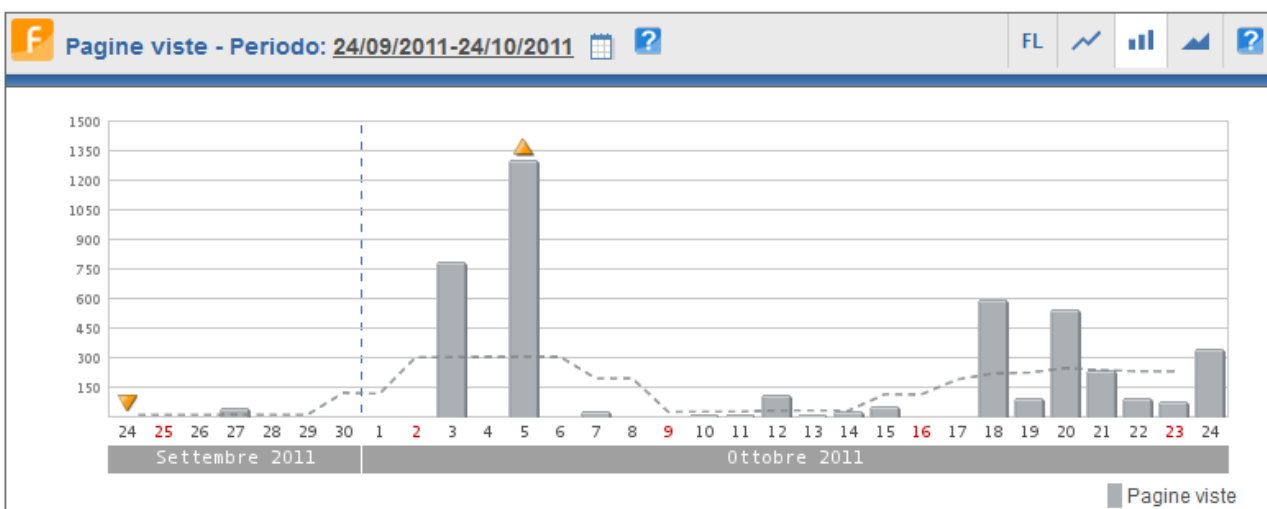 F Pagine viste - Periodo: 24/09/2011-24/10/2011 ? FL ?
1500
1350
1200
1050
900
750
600
450
300
150
24 25 26 27 28 29 30 1 2 3 4 5 6 7 8 9 10 11 12 13 14 15 16 17 18 19 20 21 22 23 24
Settembre 2011 Ottobre 2011
Pagine viste